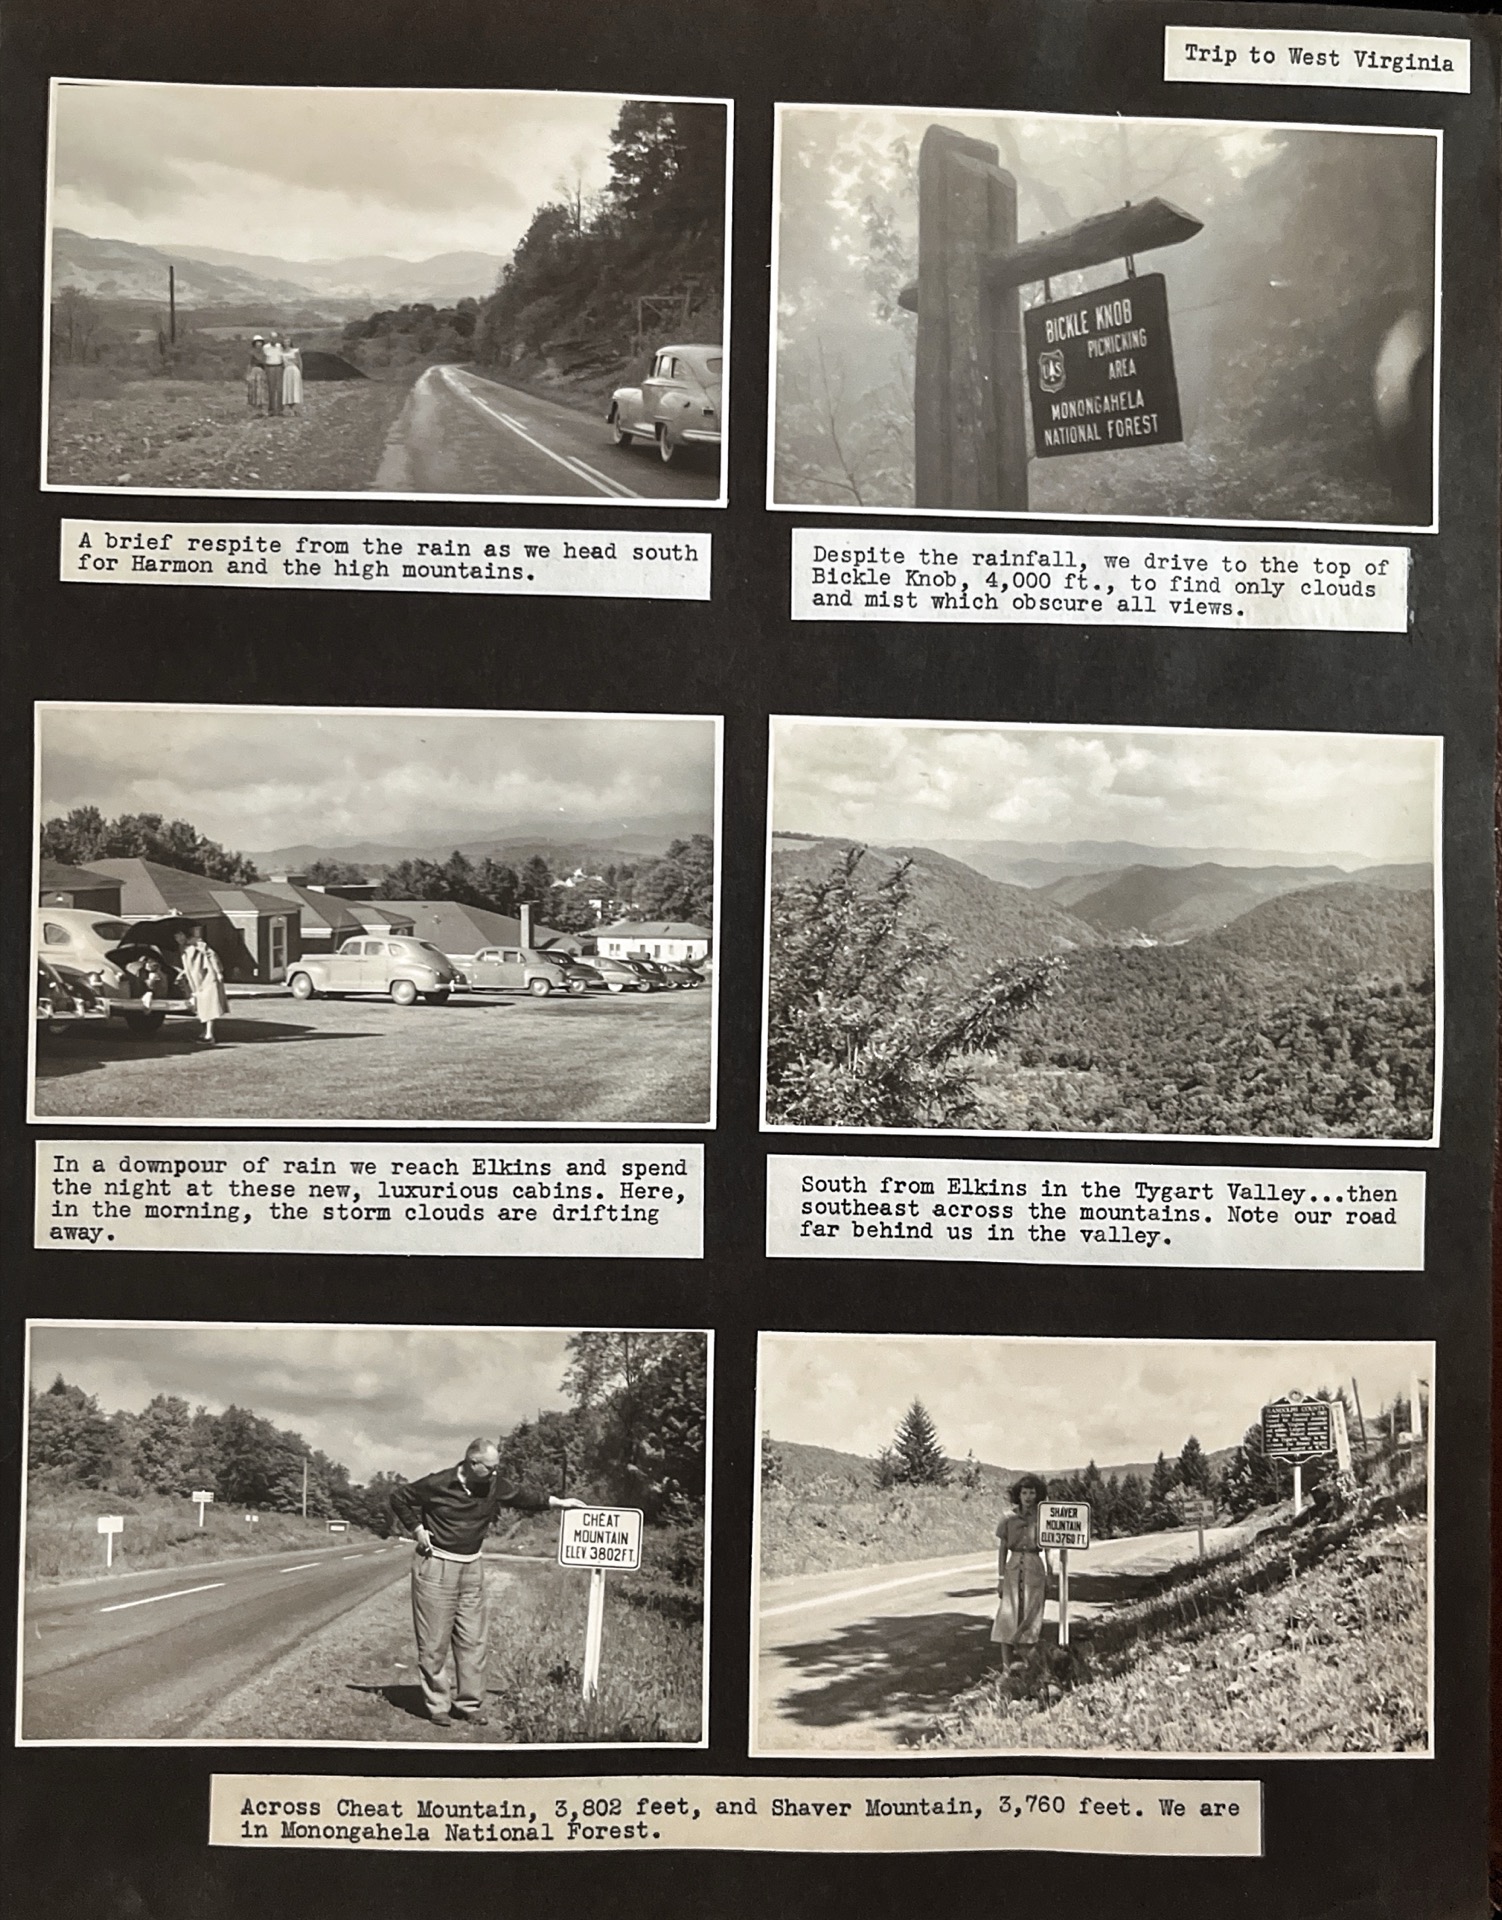 Trip to West Virginia
BICKLE KNOB
PICNICKING
AREA
U S
MONONGAHELA
NATIONAL FOREST
A brief respite from the rain as we head south
for Harmon and the high mountains.
Despite the rainfall, we drive to the top of
Bickle Knob, 4,000 ft., to find only clouds
and mist which obscure all views.
In a downpour of rain we reach Elkins and spend
the night at these new, luxurious cabins. Here,
in the morning, the storm clouds are drifting
away.
South from Elkins in the Tygart Valley...then
southeast across the mountains. Note our road
far behind us in the valley.
CHEAT
MOUNTAIN
ELEV. 3802 FT.
SHAVER
MOUNTAIN
ELEV. 3760 FT.
RANDOLPH COUNTY
Across Cheat Mountain, 3,802 feet, and Shaver Mountain, 3,760 feet. We are
in Monongahela National Forest.